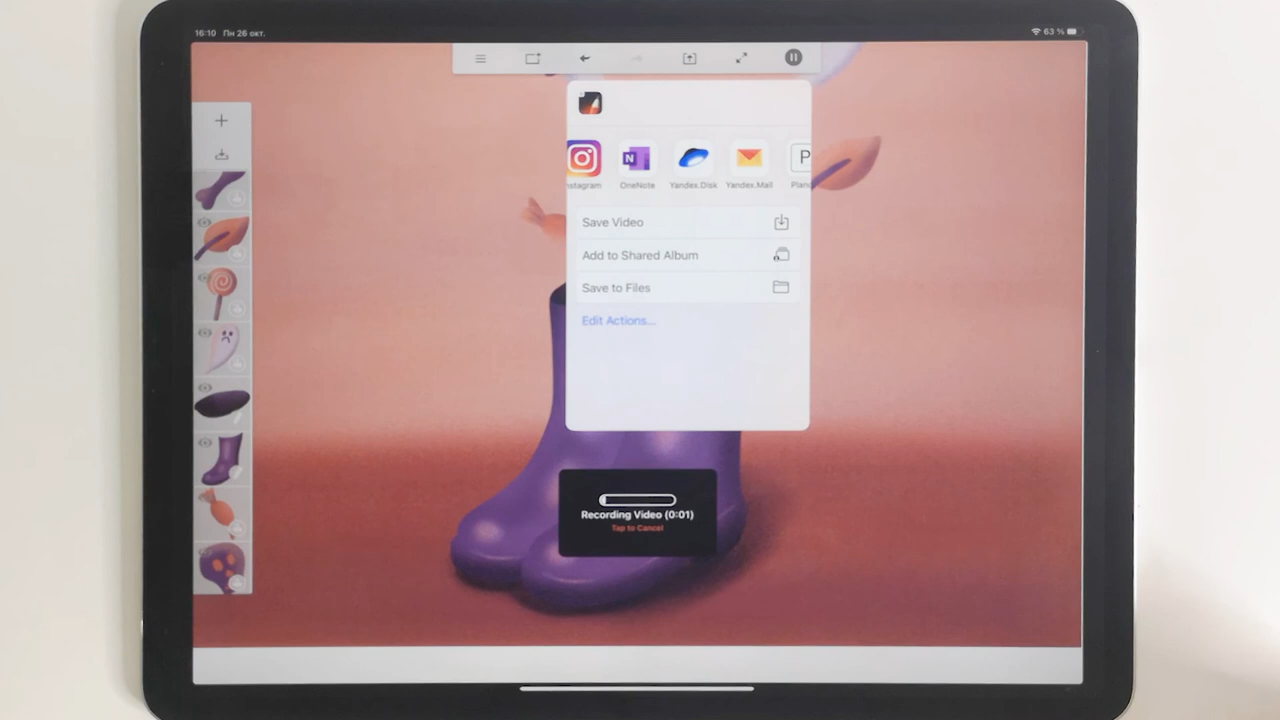 16:10 Пн 26 окт.
63 %
nstagram
OneNote
Yandex.Disk
Yandex.Mail
P
Planc
Save Video
Add to Shared Album
Save to Files
Edit Actions...
Recording Video (0:01)
Tap to Cancel